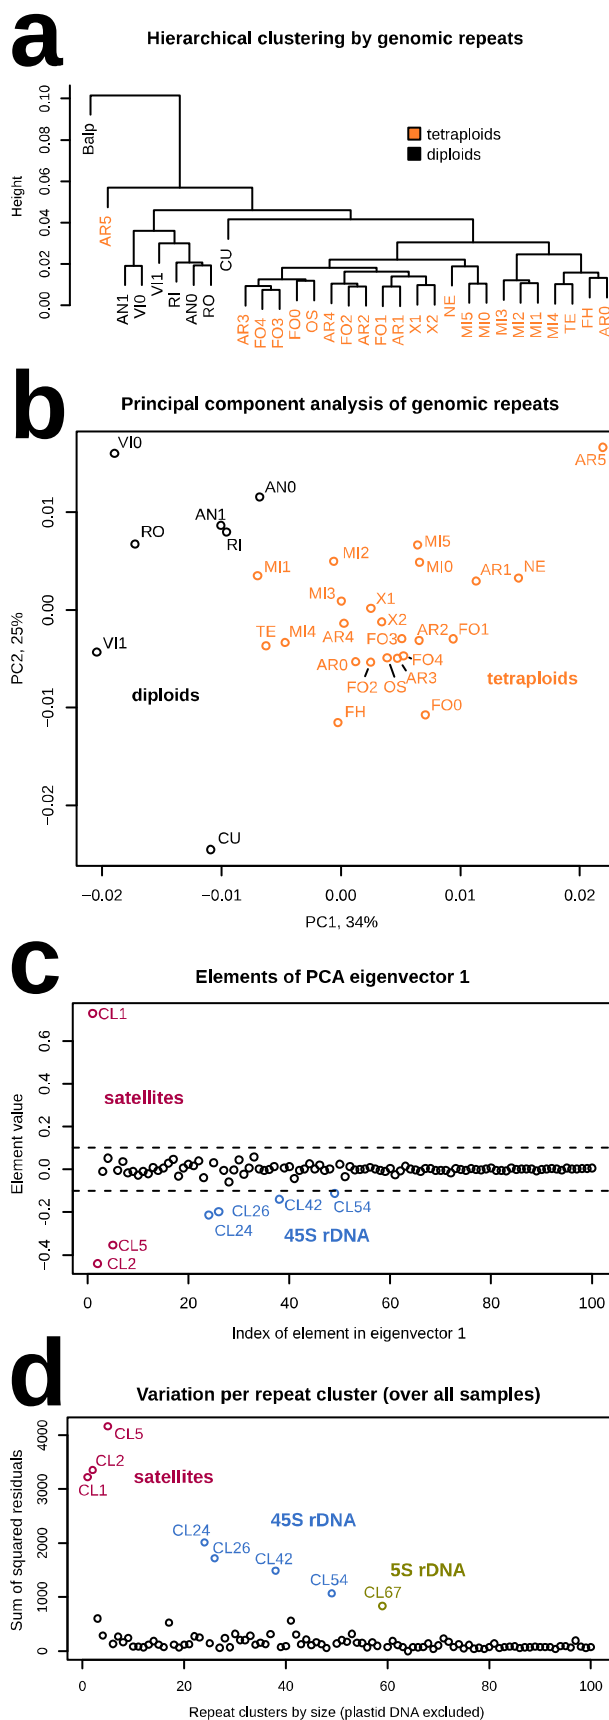 a
Hierarchical clustering by genomic repeats
Height
0.00
0.02
0.04
0.06
0.08
0.10
tetraploids
diploids
Balp
AR5
AN1
VI0
VI1
RI
AN0
RO
CU
AR3
FO4
FO3
FO0
OS
AR4
FO2
AR2
FO1
AR1
X1
X2
NE
MI5
MI0
MI3
MI2
MI1
MI4
TE
FH
AR0
b
Principal component analysis of genomic repeats
PC2, 25%
0.01
0.00
−0.01
−0.02
VI0
AR5
AN0
AN1
RO
RI
MI5
MI2
MI0
AR1
NE
MI1
MI3
X1
X2
TE
MI4
AR4
FO3
AR2
FO1
VI1
AR0
FO4
AR3
FO2
OS
diploids
tetraploids
FH
FO0
CU
−0.02
−0.01
0.00
0.01
0.02
PC1, 34%
c
Elements of PCA eigenvector 1
Element value
0.6
0.4
0.2
0.0
−0.2
−0.4
CL1
satellites
CL26
CL42
CL54
CL24
45S rDNA
CL5
CL2
0
20
40
60
80
100
Index of element in eigenvector 1
d
Variation per repeat cluster (over all samples)
Sum of squared residuals
4000
3000
2000
1000
0
CL5
CL2
CL1
satellites
45S rDNA
CL24
CL26
CL42
CL54
5S rDNA
CL67
0
20
40
60
80
100
Repeat clusters by size (plastid DNA excluded)